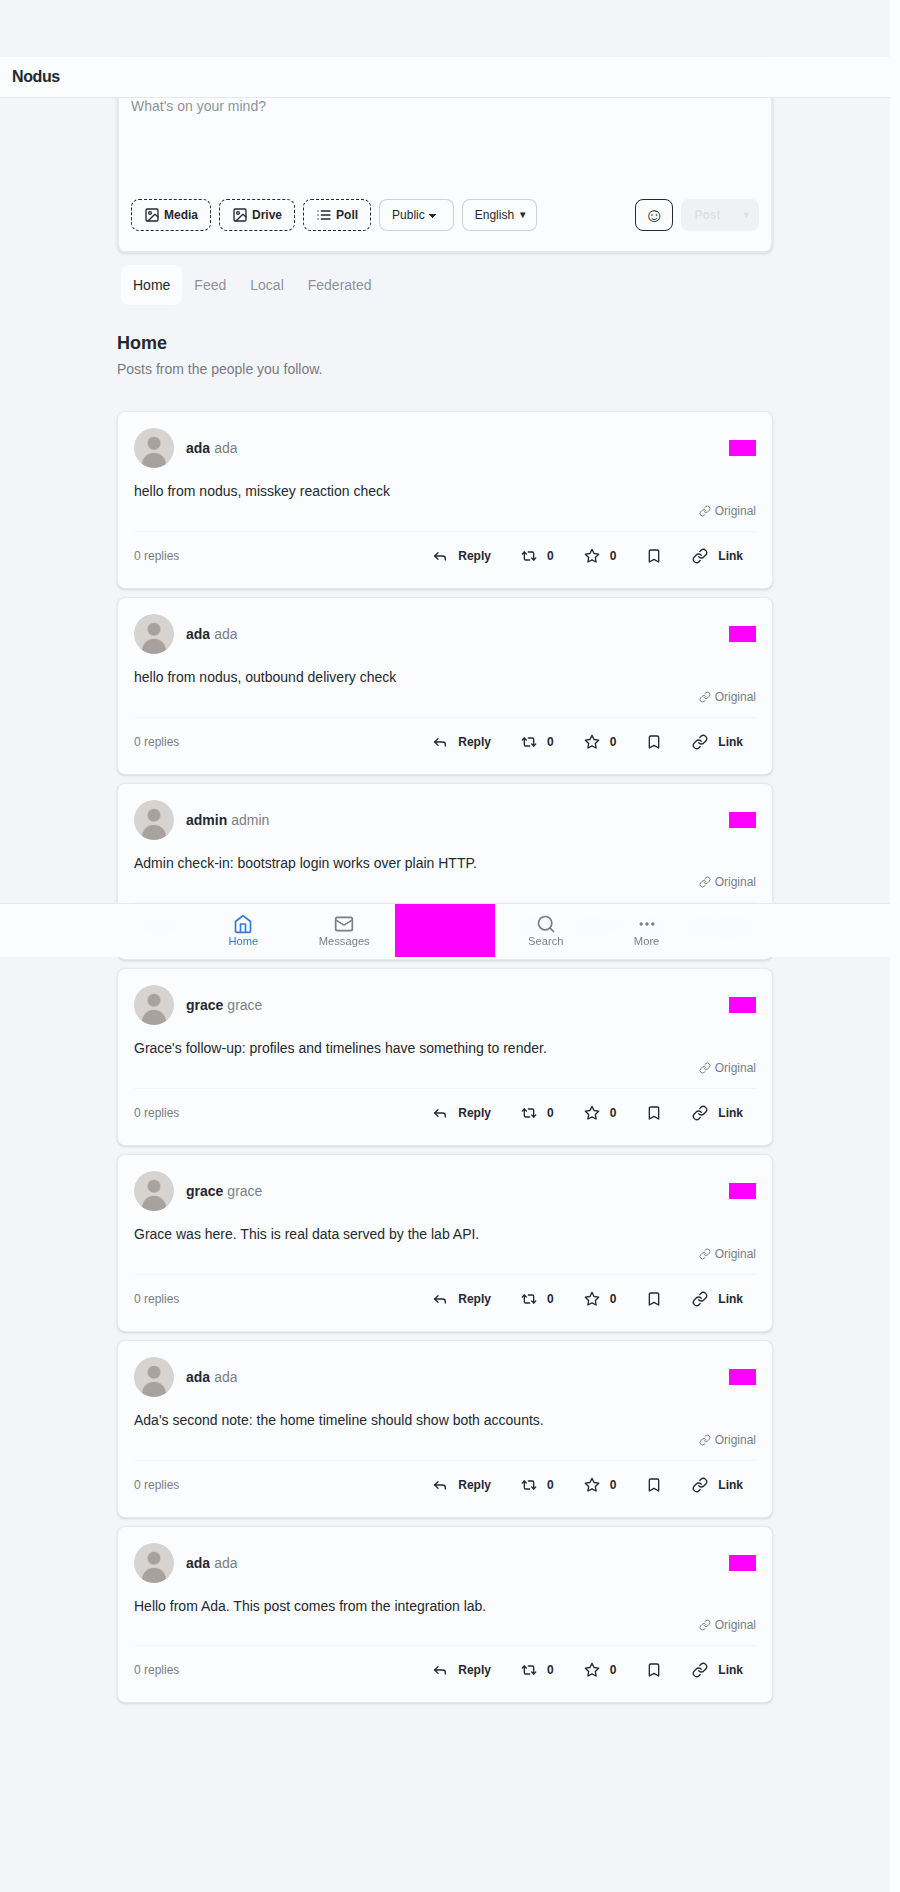 Nodus
What's on your mind?
Media Drive Poll Public English Post
Home Feed Local Federated
Home
Posts from the people you follow.
ada ada
hello from nodus, misskey reaction check
Original
0 replies Reply 0 0 Link
ada ada
hello from nodus, outbound delivery check
Original
0 replies Reply 0 0 Link
admin admin
Admin check-in: bootstrap login works over plain HTTP.
Original
Home Messages Search More
grace grace
Grace's follow-up: profiles and timelines have something to render.
Original
0 replies Reply 0 0 Link
grace grace
Grace was here. This is real data served by the lab API.
Original
0 replies Reply 0 0 Link
ada ada
Ada's second note: the home timeline should show both accounts.
Original
0 replies Reply 0 0 Link
ada ada
Hello from Ada. This post comes from the integration lab.
Original
0 replies Reply 0 0 Link